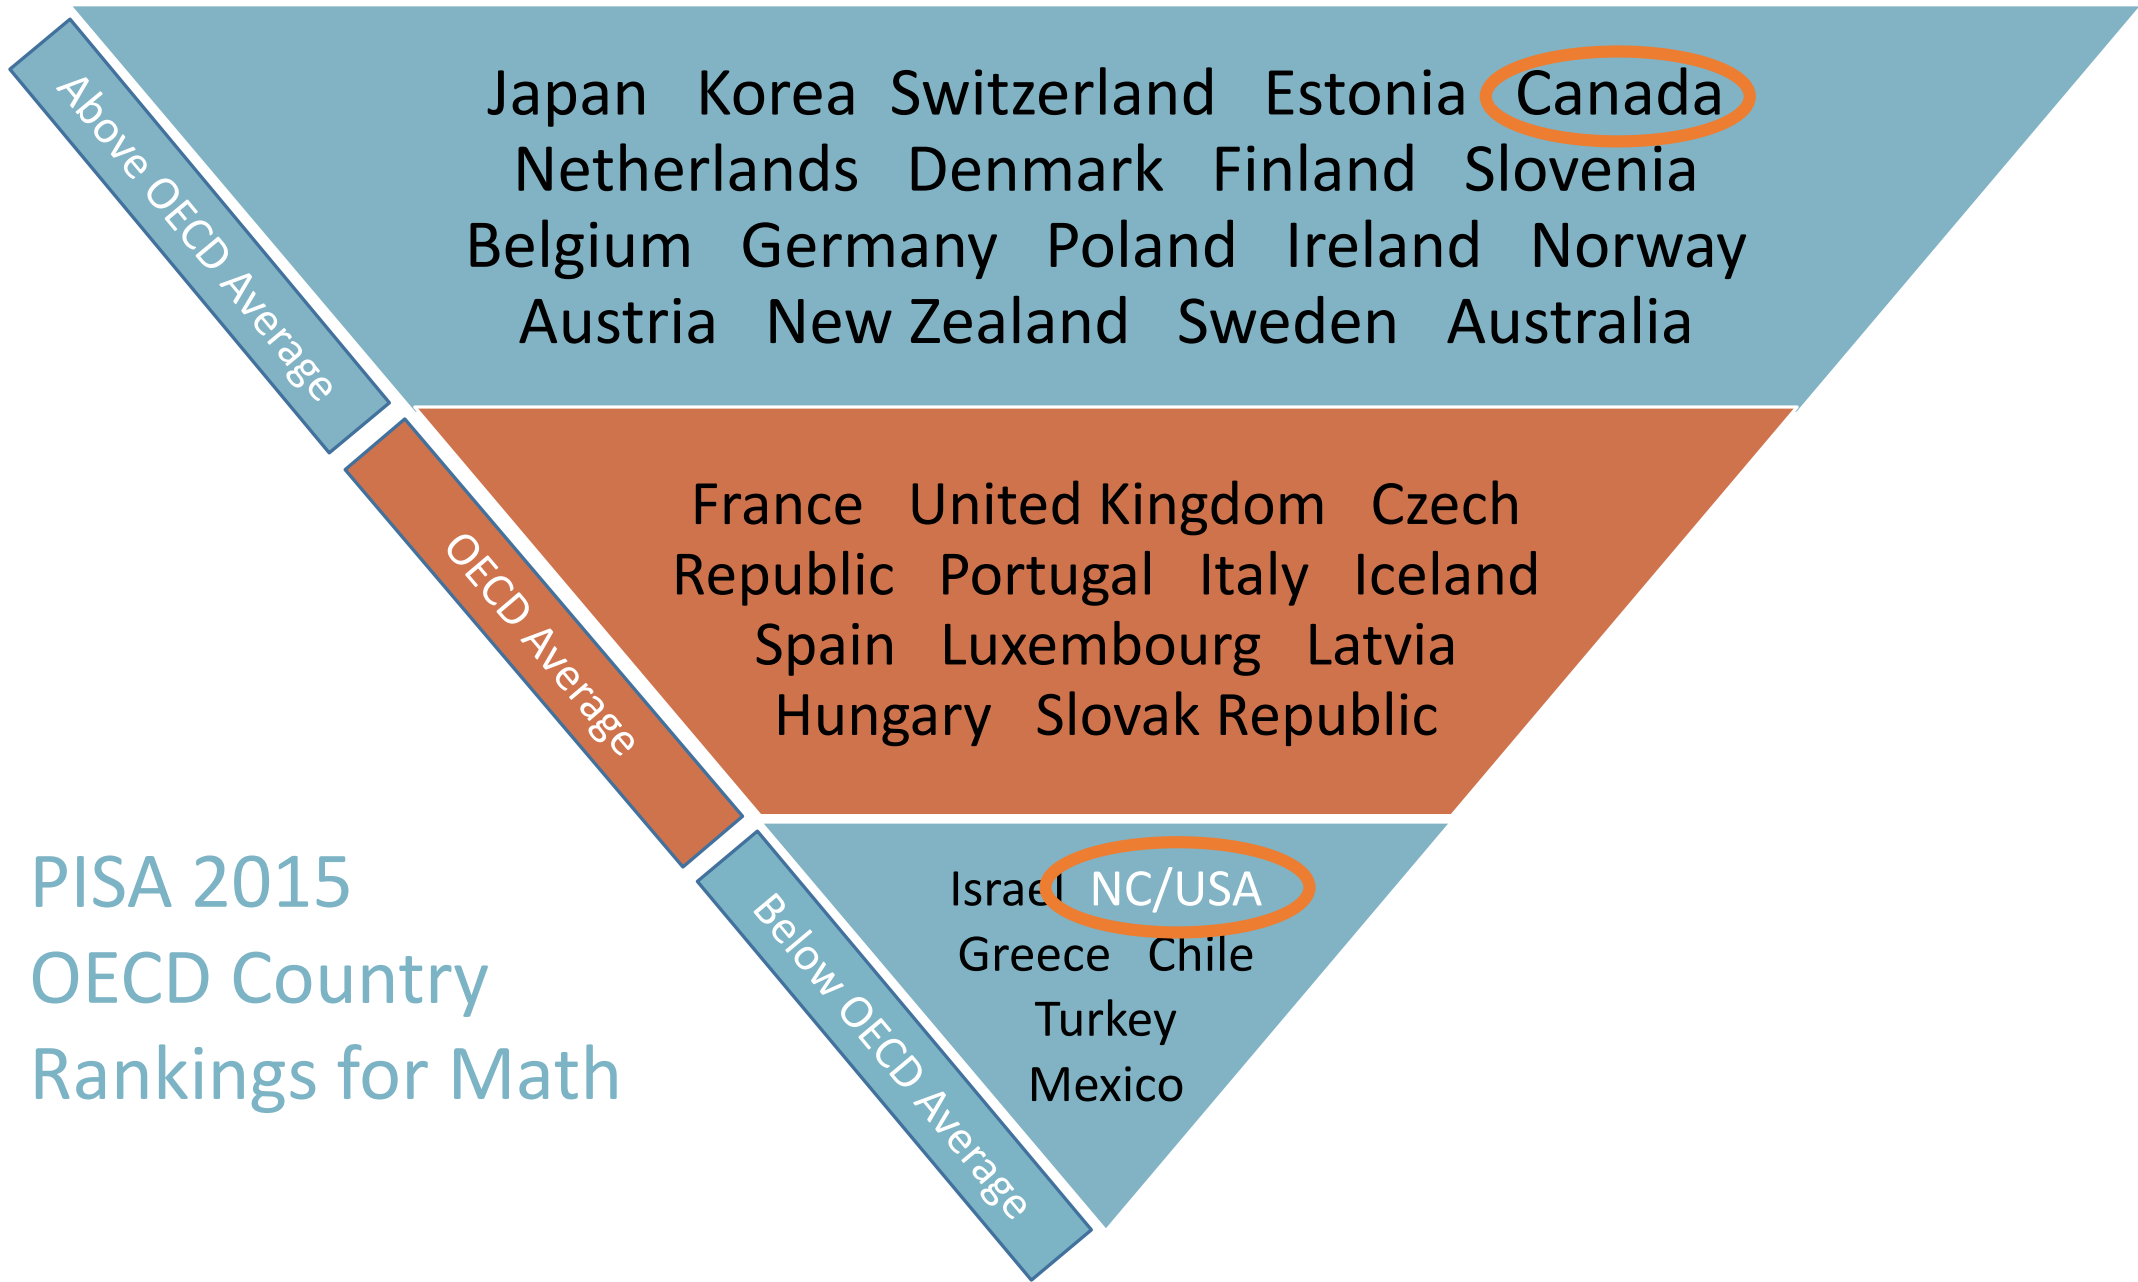 Above OECD Average
Japan Korea Switzerland Estonia Canada
Netherlands Denmark Finland Slovenia
Belgium Germany Poland Ireland Norway
Austria New Zealand Sweden Australia
OECD Average
France United Kingdom Czech
Republic Portugal Italy Iceland
Spain Luxembourg Latvia
Hungary Slovak Republic
Below OECD Average
Israel NC/USA
Greece Chile
Turkey
Mexico
PISA 2015
OECD Country
Rankings for Math